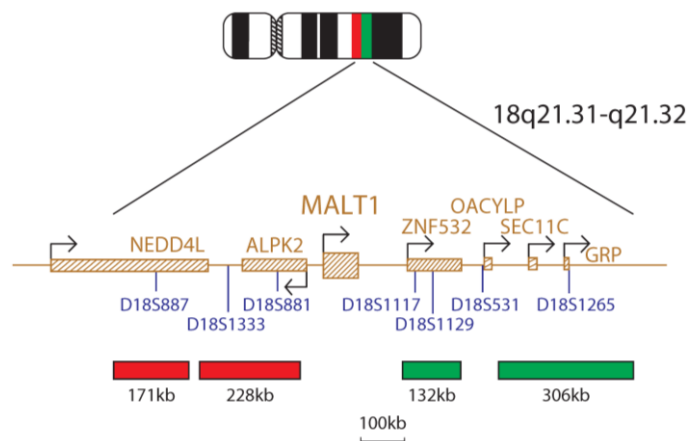 18q21.31-q21.32
MALT1
OACYLP
NEDD4L ALPK2 ZNF532 SEC11C
GRP
D18S887 D18S881 D18S1117 D18S531 D18S1265
D18S1333 D18S1129
171kb 228kb 132kb 306kb
100kb